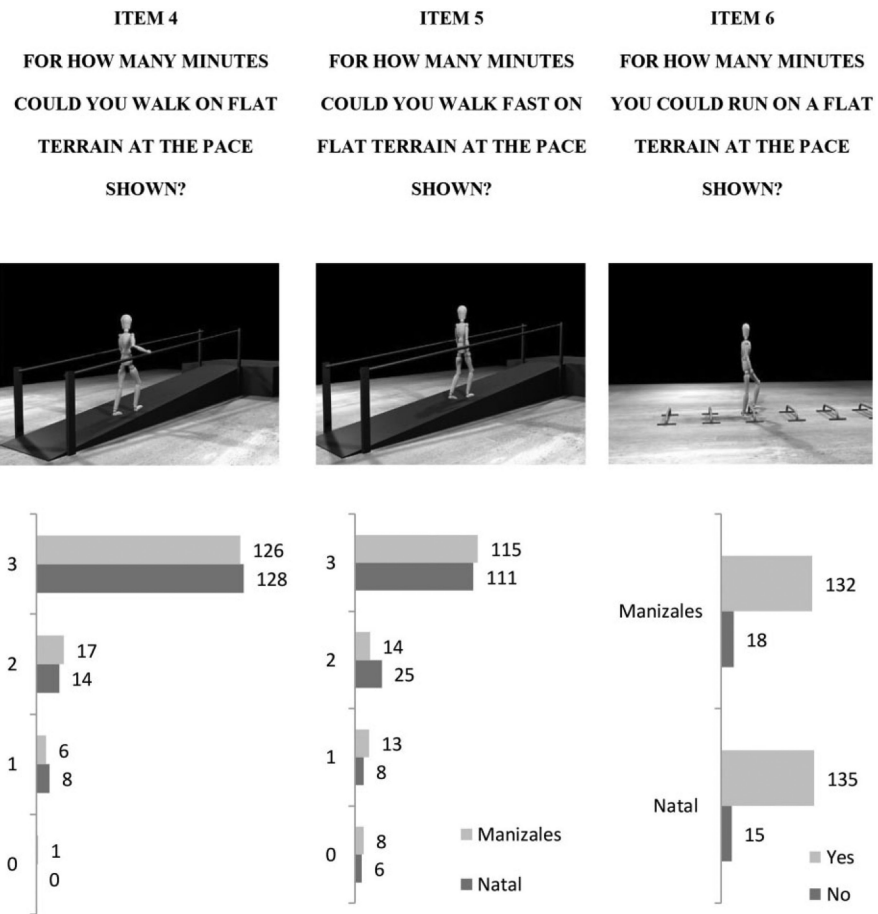 ITEM 4
FOR HOW MANY MINUTES
COULD YOU WALK ON FLAT
TERRAIN AT THE PACE
SHOWN?
ITEM 5
FOR HOW MANY MINUTES
COULD YOU WALK FAST ON
FLAT TERRAIN AT THE PACE
SHOWN?
ITEM 6
FOR HOW MANY MINUTES
YOU COULD RUN ON A FLAT
TERRAIN AT THE PACE
SHOWN?
3
126
128
2
17
14
1
6
8
0
1
0
3
115
111
2
14
25
1
13
8
0
8
6
Manizales
Natal
Manizales
132
18
Natal
135
15
Yes
No